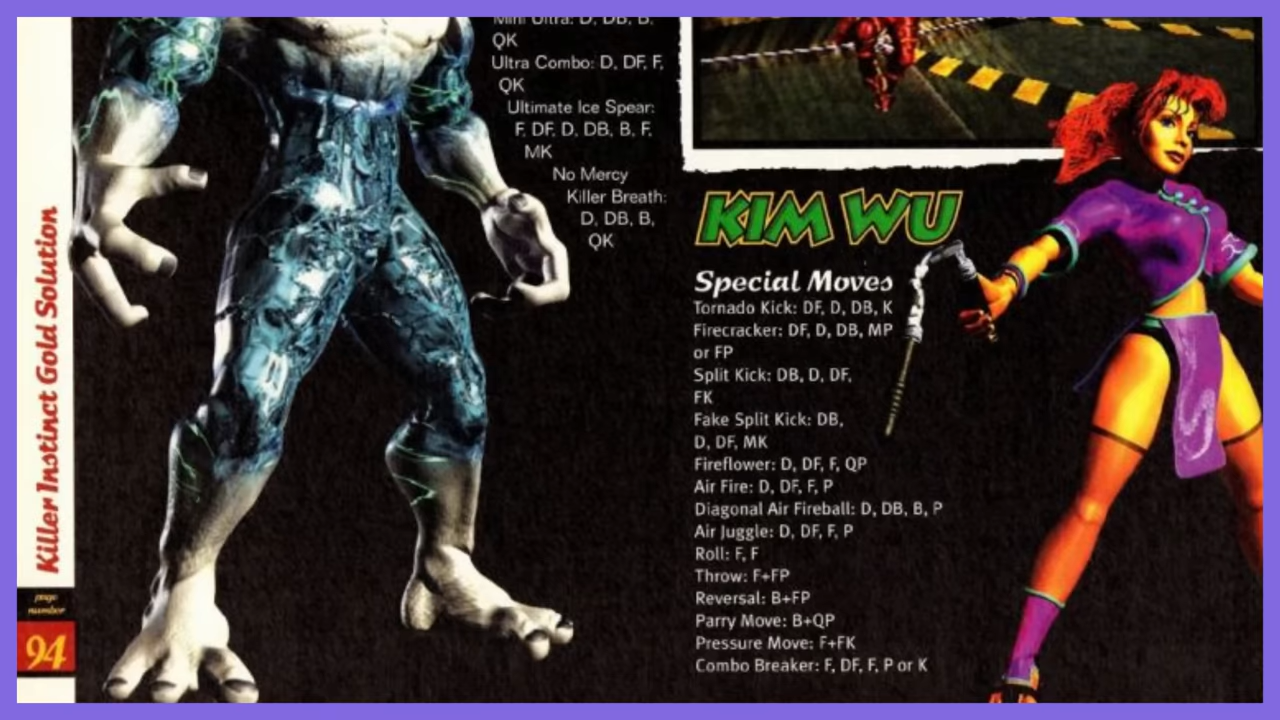 Mini Ultra: D, DB, B,
QK
Ultra Combo: D, DF, F,
QK
Ultimate Ice Spear:
F, DF, D, DB, B, F,
MK
No Mercy
Killer Breath:
D, DB, B,
QK
KIM WU
Special Moves
Tornado Kick: DF, D, DB, K
Firecracker: DF, D, DB, MP
or FP
Split Kick: DB, D, DF,
FK
Fake Split Kick: DB,
D, DF, MK
Fireflower: D, DF, F, QP
Air Fire: D, DF, F, P
Diagonal Air Fireball: D, DB, B, P
Air Juggle: D, DF, F, P
Roll: F, F
Throw: F+FP
Reversal: B+FP
Parry Move: B+QP
Pressure Move: F+FK
Combo Breaker: F, DF, F, P or K
Killer Instinct Gold Solution
page
number
94